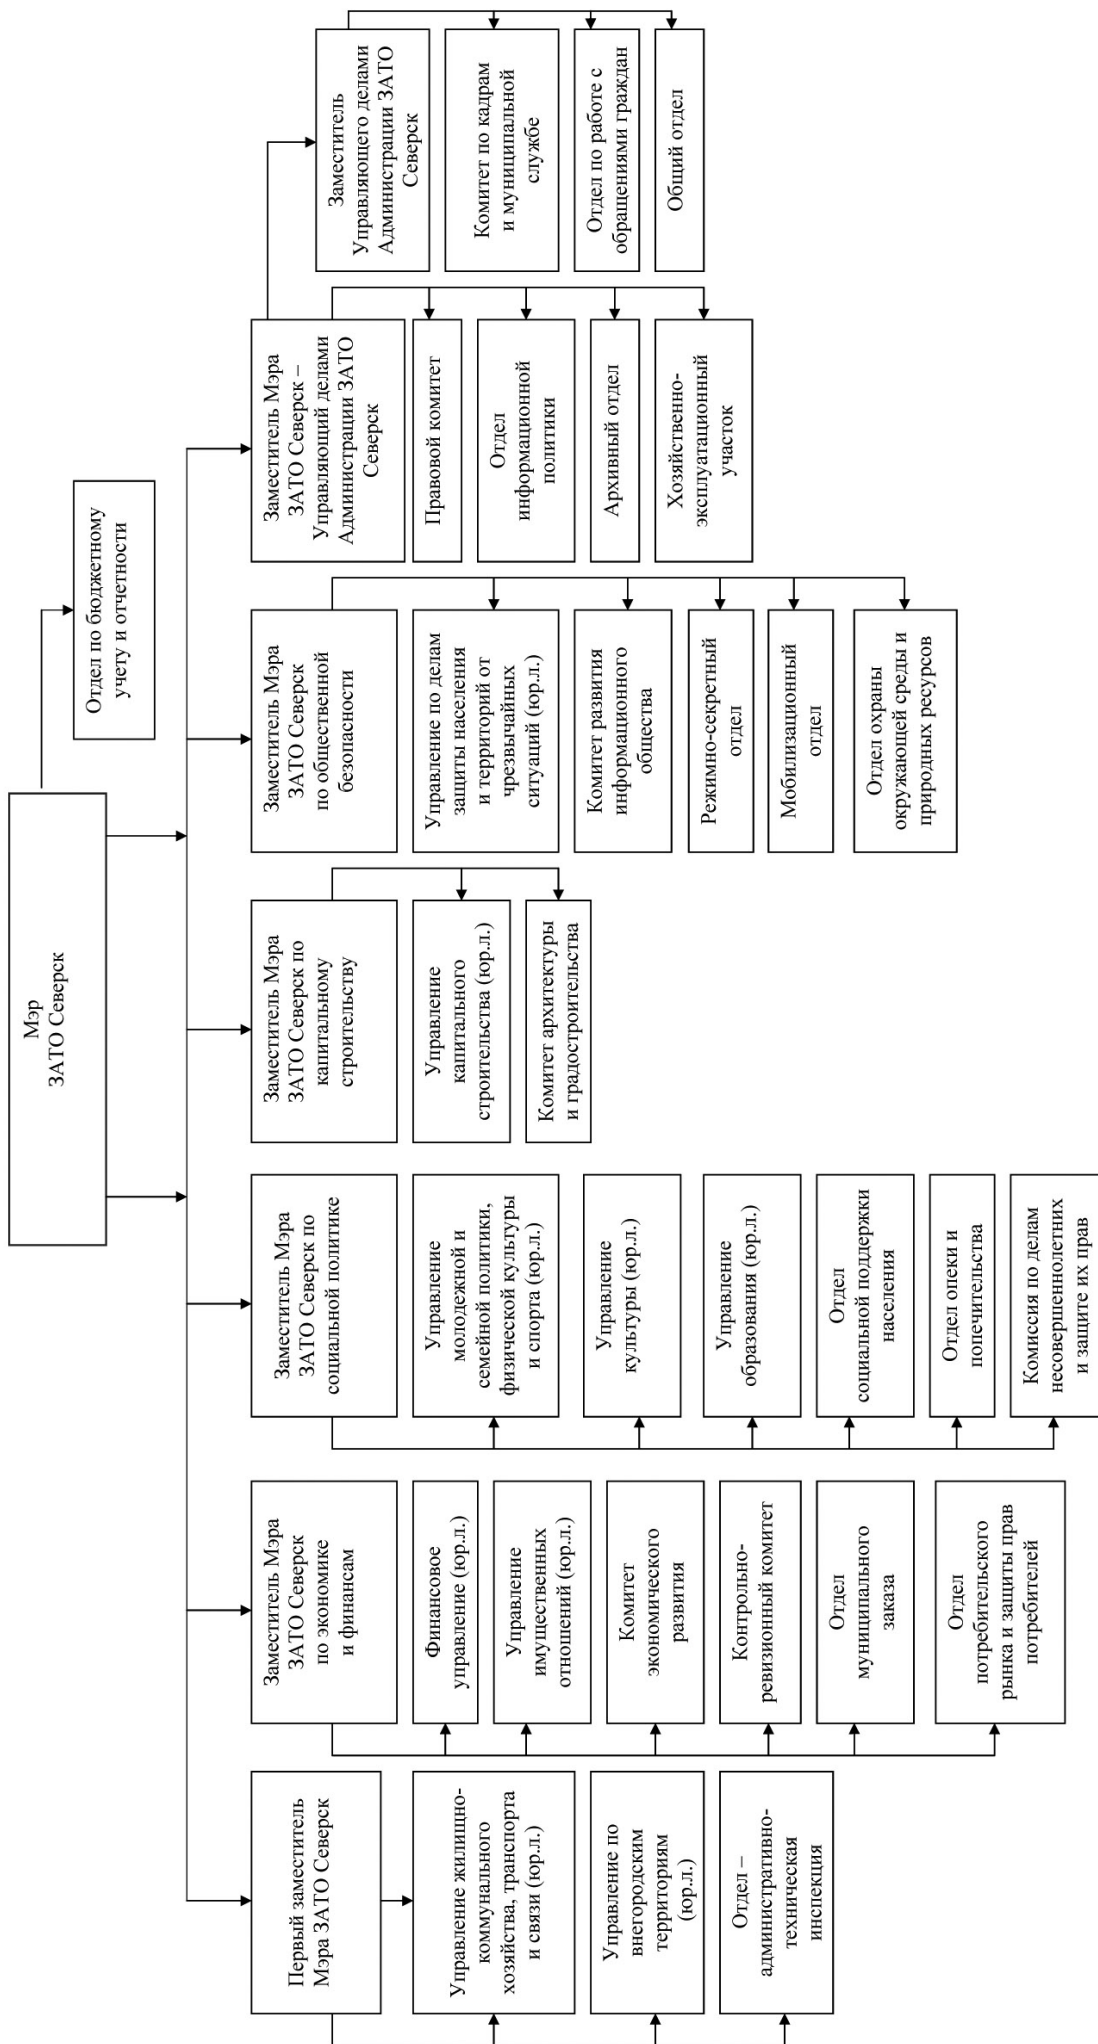 Мэр
ЗАТО Северск
Отдел по бюджетному
учету и отчетности
Первый заместитель
Мэра ЗАТО Северск
Управление жилищно-
коммунального
хозяйства, транспорта
и связи (юр.л.)
Управление по
внегородским
территориям
(юр.л.)
Отдел –
административно-
техническая
инспекция
Заместитель Мэра
ЗАТО Северск
по экономике
и финансам
Финансовое
управление (юр.л.)
Управление
имущественных
отношений (юр.л.)
Комитет
экономического
развития
Контрольно-
ревизионный комитет
Отдел
муниципального
заказа
Отдел
потребительского
рынка и защиты прав
потребителей
Заместитель Мэра
ЗАТО Северск по
социальной политике
Управление
молодежной и
семейной политики,
физической культуры
и спорта (юр.л.)
Управление
культуры (юр.л.)
Управление
образования (юр.л.)
Отдел
социальной поддержки
населения
Отдел опеки и
попечительства
Комиссия по делам
несовершеннолетних
и защите их прав
Заместитель Мэра
ЗАТО Северск по
капитальному
строительству
Управление
капитального
строительства (юр.л.)
Комитет архитектуры
и градостроительства
Заместитель Мэра
ЗАТО Северск
по общественной
безопасности
Управление по делам
защиты населения
и территорий от
чрезвычайных
ситуаций (юр.л.)
Комитет развития
информационного
общества
Режимно-секретный
отдел
Мобилизационный
отдел
Отдел охраны
окружающей среды и
природных ресурсов
Заместитель Мэра
ЗАТО Северск –
Управляющий делами
Администрации ЗАТО
Северск
Правовой комитет
Отдел
информационной
политики
Архивный отдел
Хозяйственно-
эксплуатационный
участок
Заместитель
Управляющего делами
Администрации ЗАТО
Северск
Комитет по кадрам
и муниципальной
службе
Отдел по работе с
обращениями граждан
Общий отдел